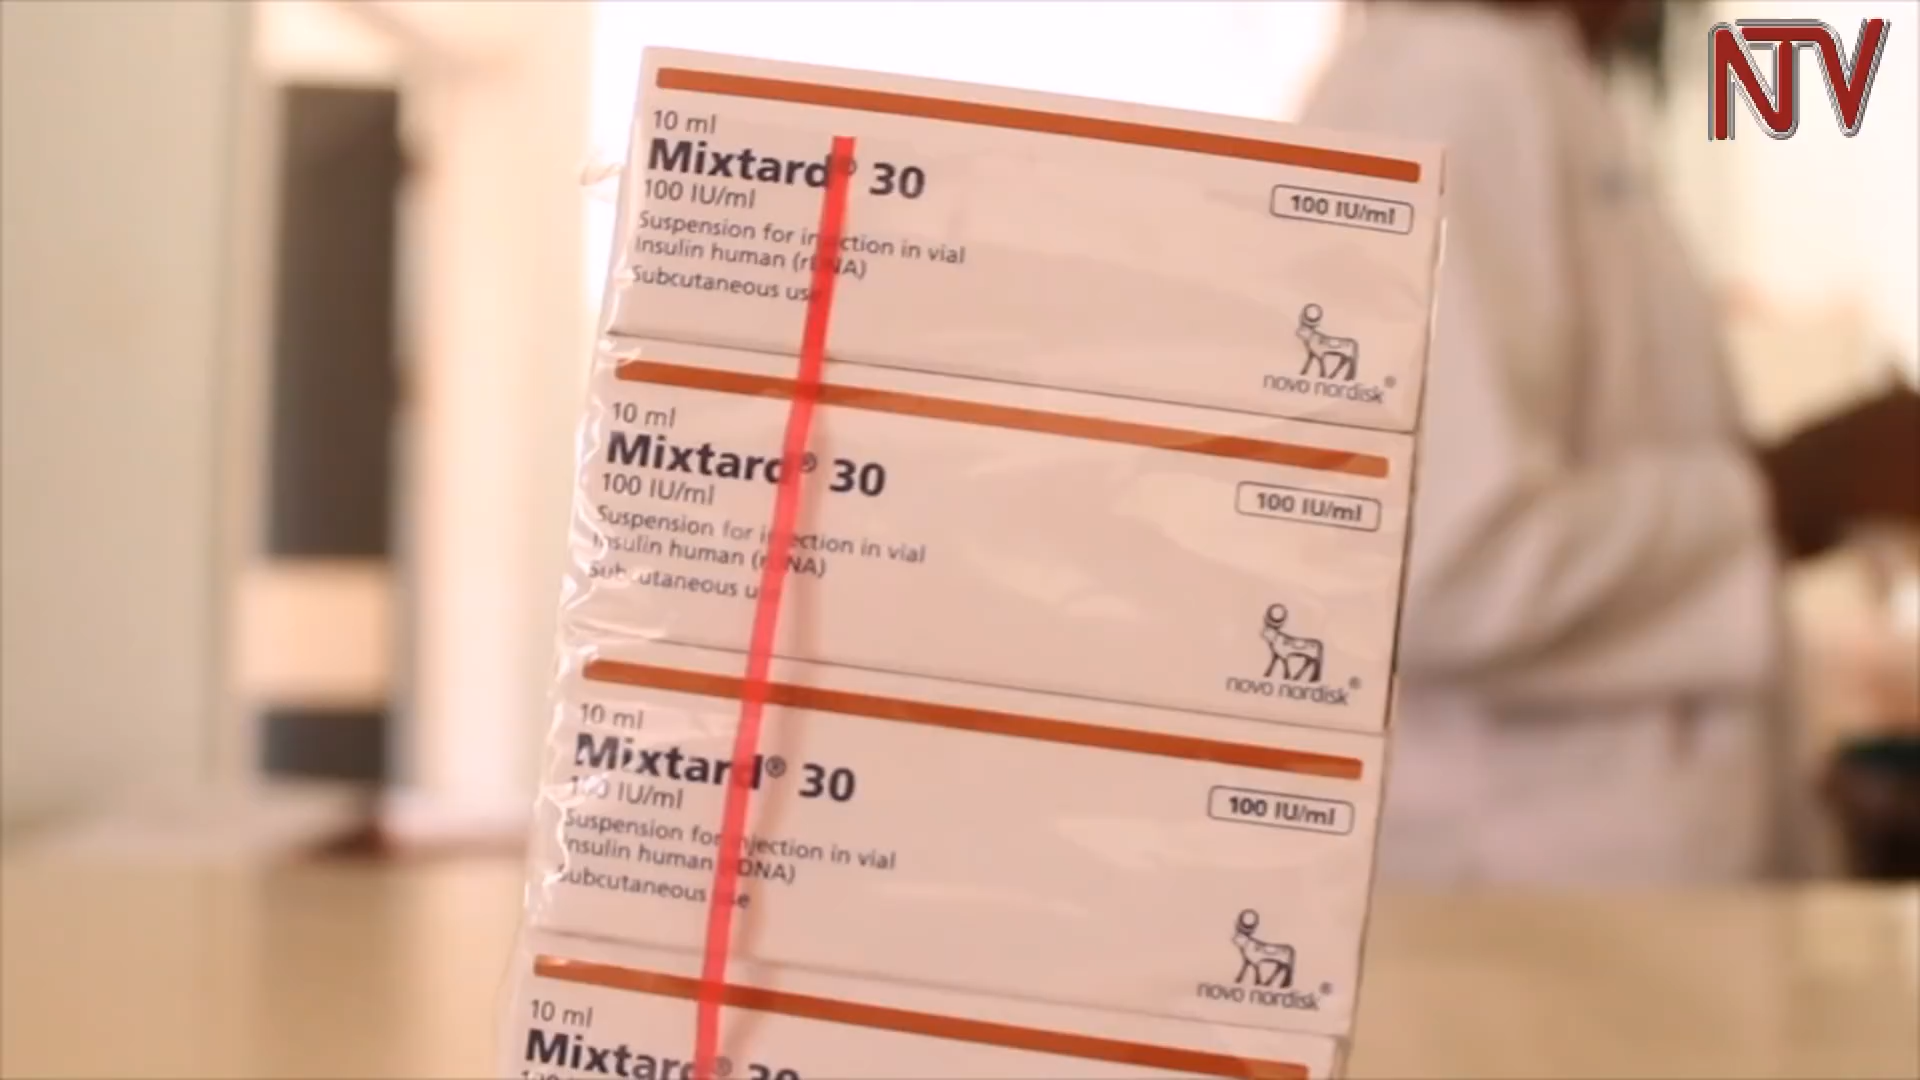 NTV
10 ml
Mixtard® 30
100 IU/ml
100 IU/ml
Suspension for injection in vial
Insulin human (rDNA)
Subcutaneous use
novo nordisk®
10 ml
Mixtard® 30
100 IU/ml
100 IU/ml
Suspension for injection in vial
Insulin human (rDNA)
Subcutaneous use
novo nordisk®
10 ml
Mixtard® 30
100 IU/ml
100 IU/ml
Suspension for injection in vial
Insulin human (rDNA)
Subcutaneous use
novo nordisk®
10 ml
Mixtard® 30